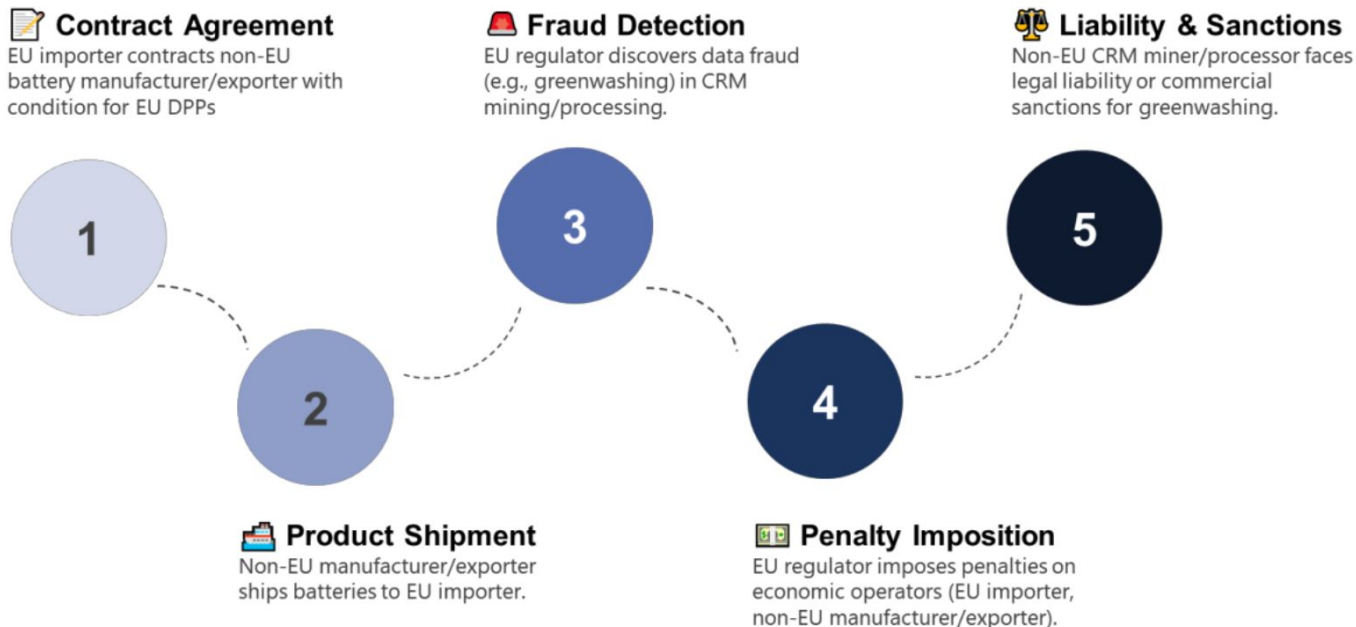 Contract Agreement
EU importer contracts non-EU
battery manufacturer/exporter with
condition for EU DPPs
1
Product Shipment
Non-EU manufacturer/exporter
ships batteries to EU importer.
2
Fraud Detection
EU regulator discovers data fraud
(e.g., greenwashing) in CRM
mining/processing.
3
Penalty Imposition
EU regulator imposes penalties on
economic operators (EU importer,
non-EU manufacturer/exporter).
4
Liability & Sanctions
Non-EU CRM miner/processor faces
legal liability or commercial
sanctions for greenwashing.
5